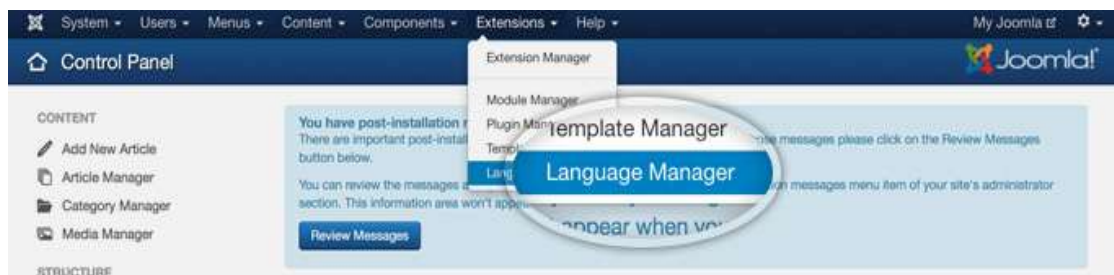 System Users Menus Content Components Extensions Help My Joomla
Control Panel Joomla!
Extension Manager
Module Manager
Plugin
Template Manager
Language Manager
CONTENT
Add New Article
Article Manager
Category Manager
Media Manager
STRUCTURE
You have post-installation
There are important messages please click on the Review Messages
button below.
You can review the messages messages menu item of your site's administrator
section. This information area won't
appear when
Review Messages